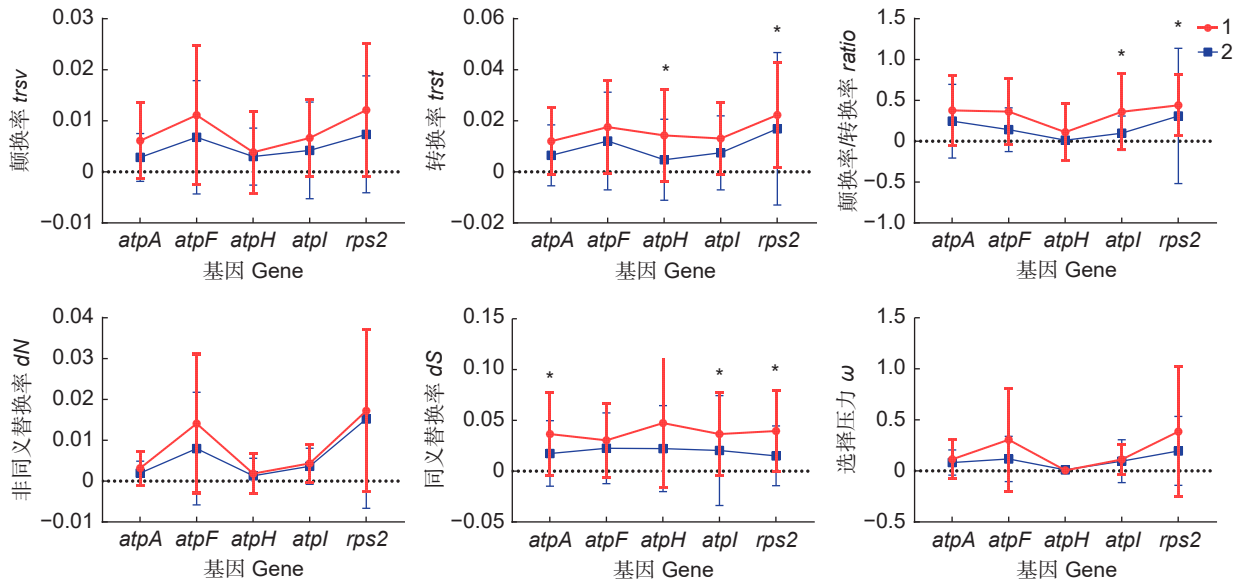 颠换率 trsv
0.03
0.02
0.01
0
−0.01
atpA atpF atpH atpI rps2
基因 Gene
转换率 trst
0.06
0.04
0.02
0
−0.02
*
*
atpA atpF atpH atpI rps2
基因 Gene
颠换率/转换率 ratio
1.5
1.0
0.5
0
−0.5
−1.0
*
*
1
2
atpA atpF atpH atpI rps2
基因 Gene
非同义替换率 dN
0.04
0.03
0.02
0.01
0
−0.01
atpA atpF atpH atpI rps2
基因 Gene
同义替换率 dS
0.15
0.10
0.05
0
−0.05
*
*
*
atpA atpF atpH atpI rps2
基因 Gene
选择压力 ω
1.5
1.0
0.5
0
−0.5
atpA atpF atpH atpI rps2
基因 Gene